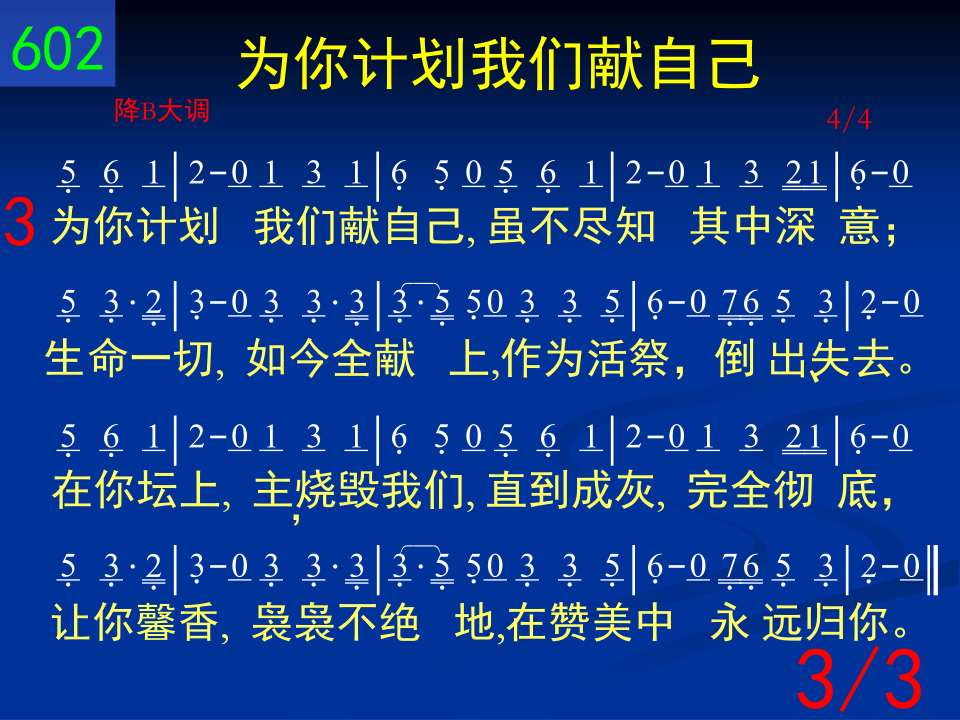 602
为你计划我们献自己
降B大调 4/4
5 6 1|2-0 1 3 1|6 5 0 5 6 1|2-0 1 3 21|6-0
3
为你计划 我们献自己, 虽不尽知 其中深 意；
5 3·2|3-0 3 3·3|3·5 50 3 3 5|6-0 76 5 3|2-0
生命一切, 如今全献 上,作为活祭，倒 出、失去。
5 6 1|2-0 1 3 1|6 5 0 5 6 1|2-0 1 3 21|6-0
在你坛上, 主，烧毁我们, 直到成灰, 完全彻 底，
5 3·2|3-0 3 3·3|3·5 50 3 3 5|6-0 76 5 3|2-0‖
让你馨香, 袅袅不绝 地,在赞美中 永 远归你。
3/3